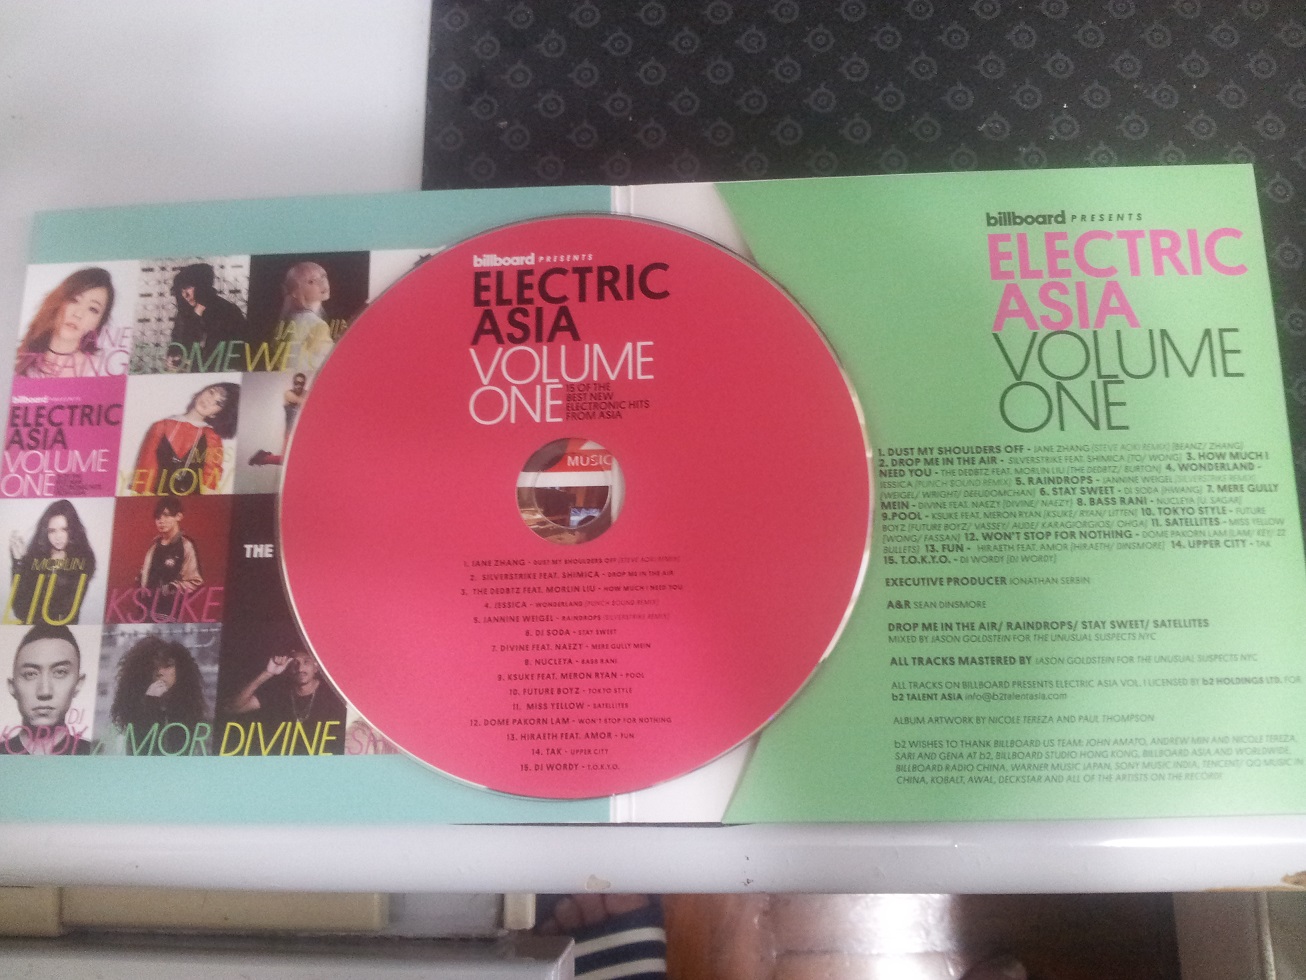 JANE
ZHANG
JANNINE
billboard PRESENTS
ELECTRIC
ASIA
VOLUME
ONE
MISS
YELLOW
MORLIN
LIU
KSUKE
THE
DJ
WORDY
MOR
DIVINE
billboard PRESENTS
ELECTRIC
ASIA
VOLUME
ONE
15 OF THE
BEST NEW
ELECTRONIC HITS
FROM ASIA
MUSIC
1. JANE ZHANG - DUST MY SHOULDERS OFF (STEVE AOKI REMIX)
2. SILVERSTRIKE FEAT. SHIMICA - DROP ME IN THE AIR
3. THE DEDBTZ FEAT. MORLIN LIU - HOW MUCH I NEED YOU
4. JESSICA - WONDERLAND (PUNCH SOUND REMIX)
5. JANNINE WEIGEL - RAINDROPS (SILVERSTRIKE REMIX)
6. DJ SODA - STAY SWEET
7. DIVINE FEAT. NAEZY - MERE GULLY MEIN
8. NUCLEYA - BASS RANI
9. KSUKE FEAT. MERON RYAN - POOL
10. FUTURE BOYZ - TOKYO STYLE
11. MISS YELLOW - SATELLITES
12. DOME PAKORN LAM - WON'T STOP FOR NOTHING
13. HIRAETH FEAT. AMOR - FUN
14. TAK - UPPER CITY
15. DJ WORDY - T.O.K.Y.O.
billboard PRESENTS
ELECTRIC
ASIA
VOLUME
ONE
1. DUST MY SHOULDERS OFF - JANE ZHANG (STEVE AOKI REMIX) (BEANZ/ ZHANG)
2. DROP ME IN THE AIR - SILVERSTRIKE FEAT. SHIMICA (TO/ WONG) 3. HOW MUCH I
NEED YOU - THE DEDBTZ FEAT. MORLIN LIU (THE DEDBTZ/ BURTON) 4. WONDERLAND -
JESSICA (PUNCH SOUND REMIX) 5. RAINDROPS - JANNINE WEIGEL (SILVERSTRIKE REMIX)
(WEIGEL/ WRIGHT/ DEEUDOMCHAN) 6. STAY SWEET - DJ SODA (HWANG) 7. MERE GULLY
MEIN - DIVINE FEAT. NAEZY (DIVINE/ NAEZY) 8. BASS RANI - NUCLEYA (U. SAGAR)
9.POOL - KSUKE FEAT. MERON RYAN (KSUKE/ RYAN/ LITTEN) 10. TOKYO STYLE - FUTURE
BOYZ (FUTURE BOYZ/ VASSEY/ AUDE/ KARAGIORGIOS/ OHGA) 11. SATELLITES - MISS YELLOW
(WONG/ FASSAN) 12. WON'T STOP FOR NOTHING - DOME PAKORN LAM (LAM/ KEY/ 22
BULLETS) 13. FUN - HIRAETH FEAT. AMOR (HIRAETH/ DINSMORE) 14. UPPER CITY - TAK
15. T.O.K.Y.O. - DJ WORDY (DJ WORDY)
EXECUTIVE PRODUCER JONATHAN SERBIN
A&R SEAN DINSMORE
DROP ME IN THE AIR/ RAINDROPS/ STAY SWEET/ SATELLITES
MIXED BY JASON GOLDSTEIN FOR THE UNUSUAL SUSPECTS NYC
ALL TRACKS MASTERED BY JASON GOLDSTEIN FOR THE UNUSUAL SUSPECTS NYC
ALL TRACKS ON BILLBOARD PRESENTS ELECTRIC ASIA VOL. 1 LICENSED BY b2 HOLDINGS LTD. FOR
b2 TALENT ASIA info@b2talentasia.com
ALBUM ARTWORK BY NICOLE TEREZA AND PAUL THOMPSON
b2 WISHES TO THANK BILLBOARD US TEAM: JOHN AMATO, ANDREW MIN AND NICOLE TEREZA,
SARI AND GENA AT b2, BILLBOARD STUDIO HONG KONG, BILLBOARD ASIA AND WORLDWIDE,
BILLBOARD RADIO CHINA, WARNER MUSIC JAPAN, SONY MUSIC INDIA, TENCENT/ QQ MUSIC IN
CHINA, KOBALT, AWAL, DECKSTAR AND ALL OF THE ARTISTS ON THE RECORD!